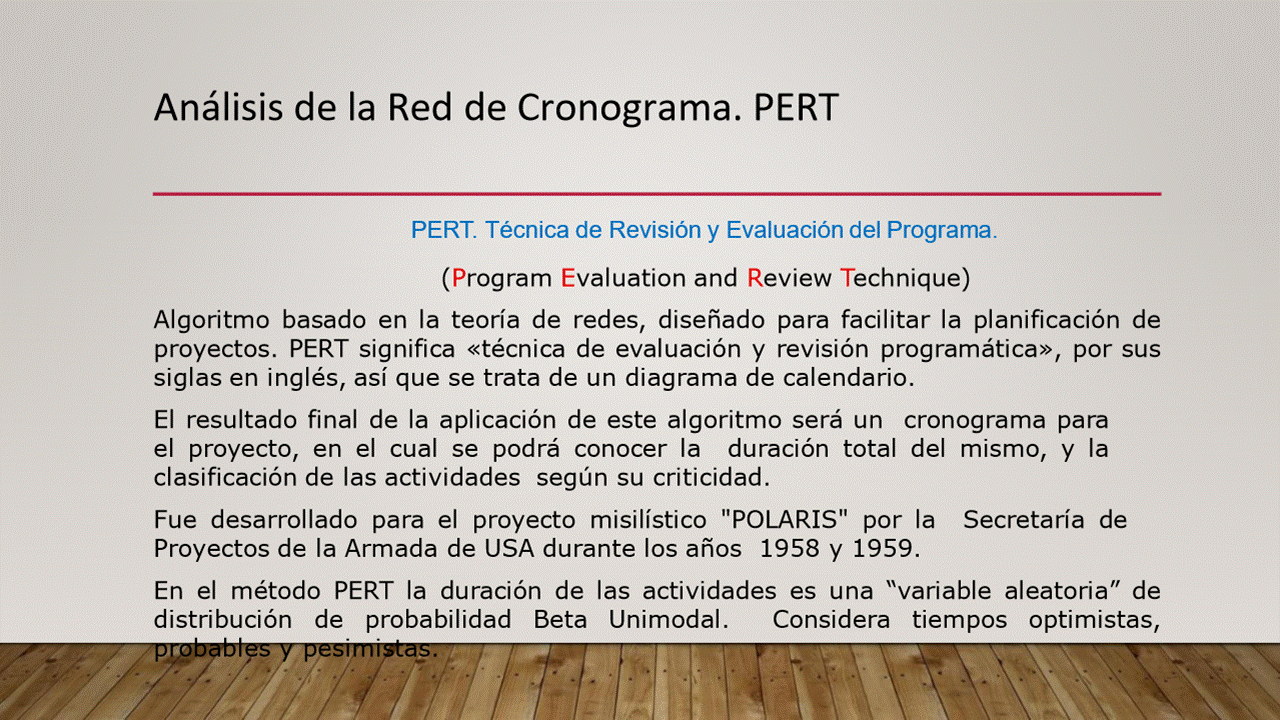 Análisis de la Red de Cronograma. PERT
PERT. Técnica de Revisión y Evaluación del Programa.
(Program Evaluation and Review Technique)
Algoritmo basado en la teoría de redes, diseñado para facilitar la planificación de
proyectos. PERT significa «técnica de evaluación y revisión programática», por sus
siglas en inglés, así que se trata de un diagrama de calendario.
El resultado final de la aplicación de este algoritmo será un cronograma para
el proyecto, en el cual se podrá conocer la duración total del mismo, y la
clasificación de las actividades según su criticidad.
Fue desarrollado para el proyecto misilístico "POLARIS" por la Secretaría de
Proyectos de la Armada de USA durante los años 1958 y 1959.
En el método PERT la duración de las actividades es una “variable aleatoria” de
distribución de probabilidad Beta Unimodal. Considera tiempos optimistas,
probables y pesimistas.